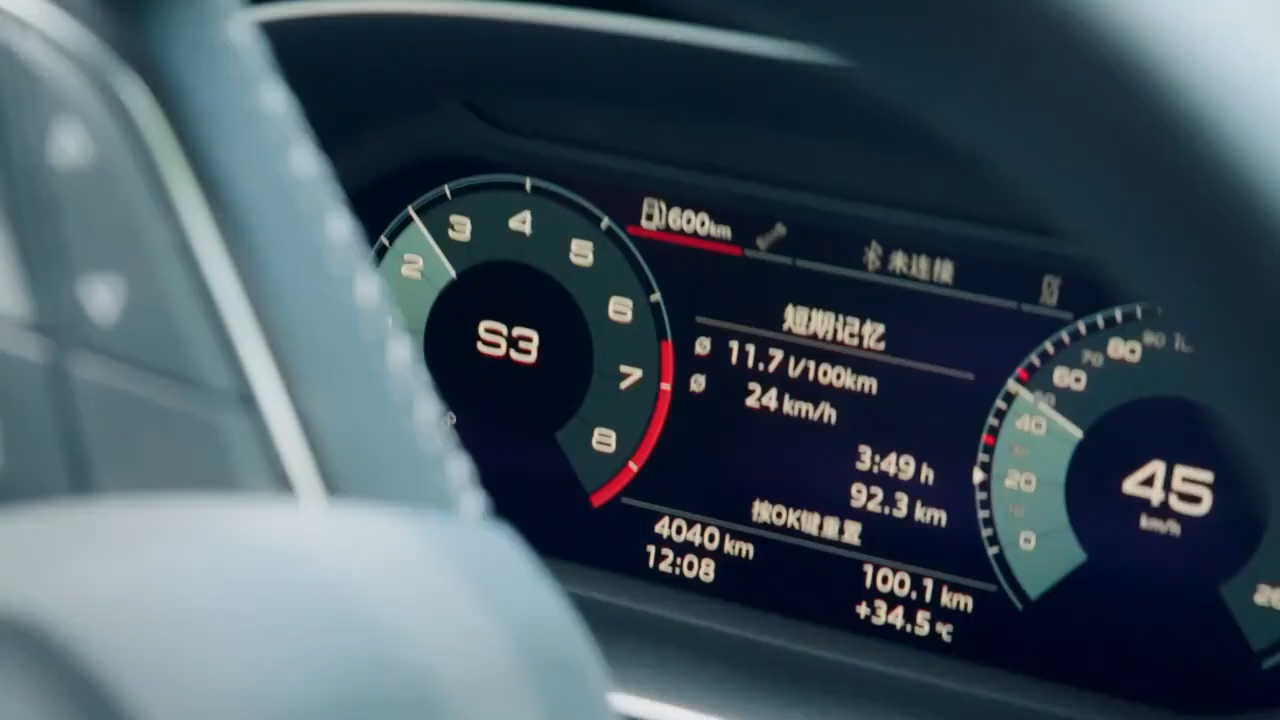 2 3 4 5 6 7 8
S3
600km
未连接
短期记忆
ø 11.7 l/100km
ø 24 km/h
3:49 h
92.3 km
按OK键重置
4040 km
12:08
100.1 km
+34.5 °C
0 20 40 60 80
70
45
km/h